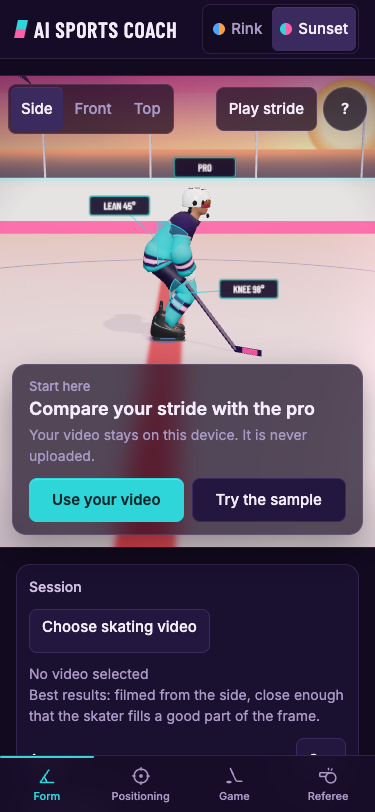 AI SPORTS COACH
Rink
Sunset
Side
Front
Top
Play stride
?
PRO
LEAN 45°
KNEE 98°
Start here
Compare your stride with the pro
Your video stays on this device. It is never
uploaded.
Use your video
Try the sample
Session
Choose skating video
No video selected
Best results: filmed from the side, close enough
that the skater fills a good part of the frame.
Form
Positioning
Game
Referee